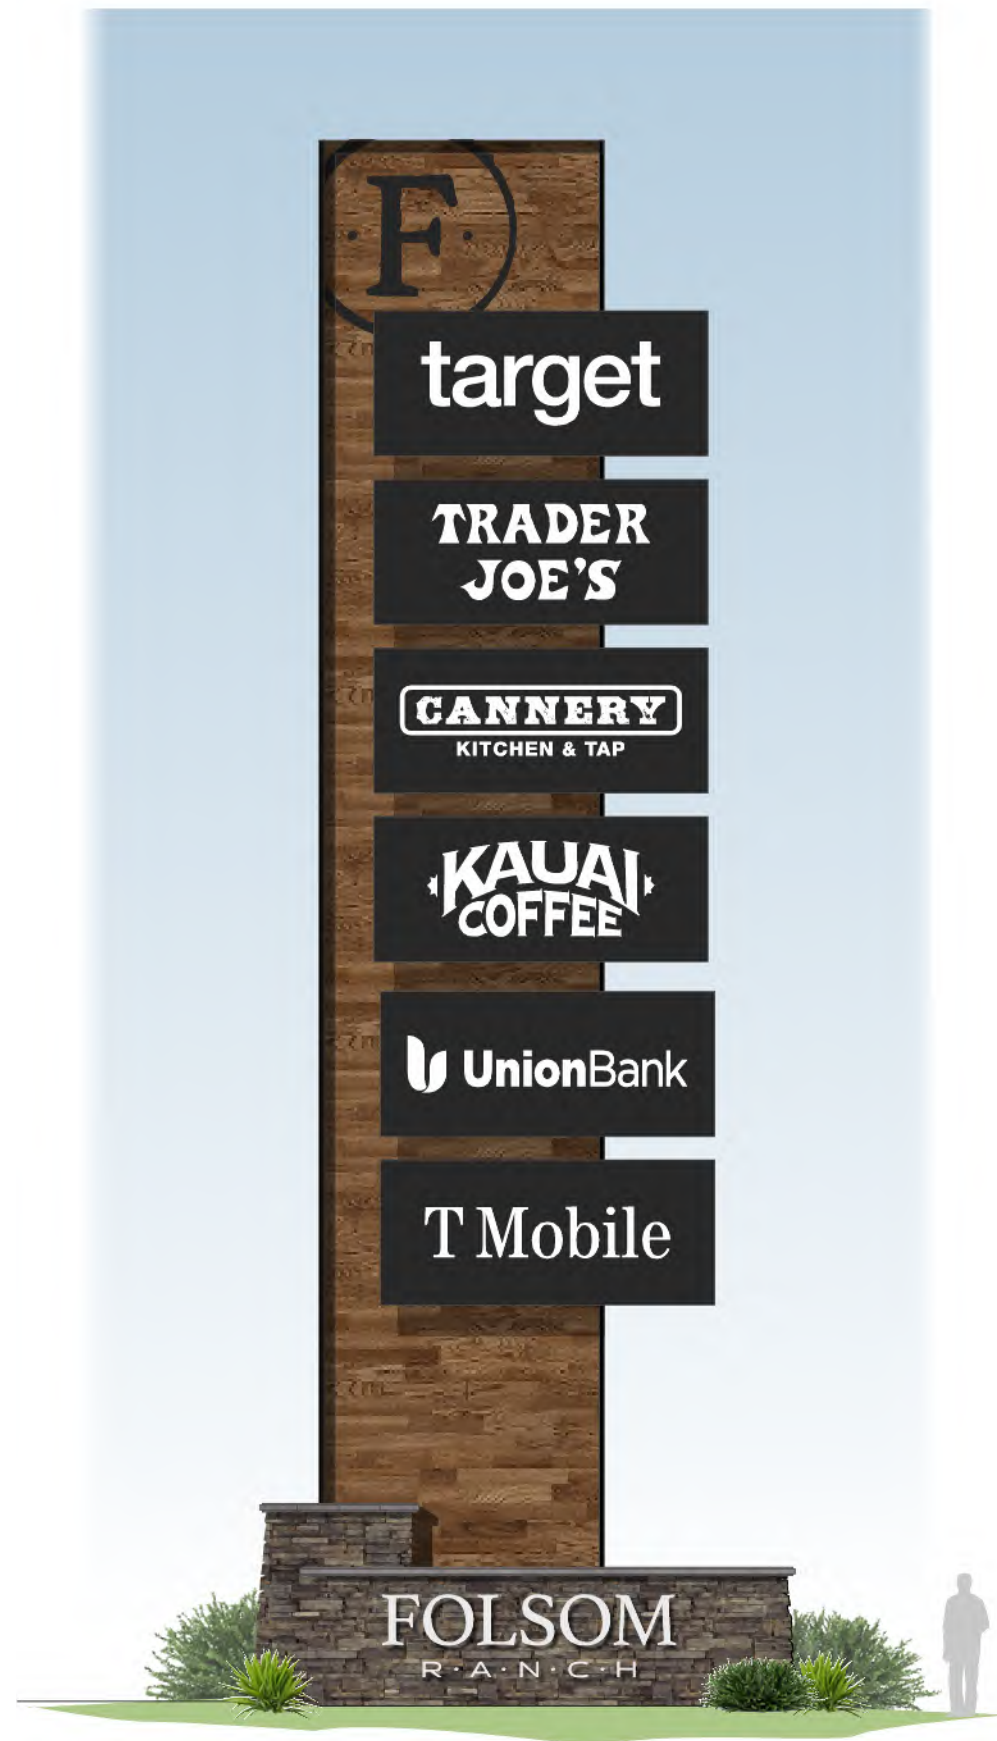 ·F·
target
TRADER
JOE'S
CANNERY
KITCHEN & TAP
KAUAI
COFFEE
UnionBank
T Mobile
FOLSOM
R·A·N·C·H